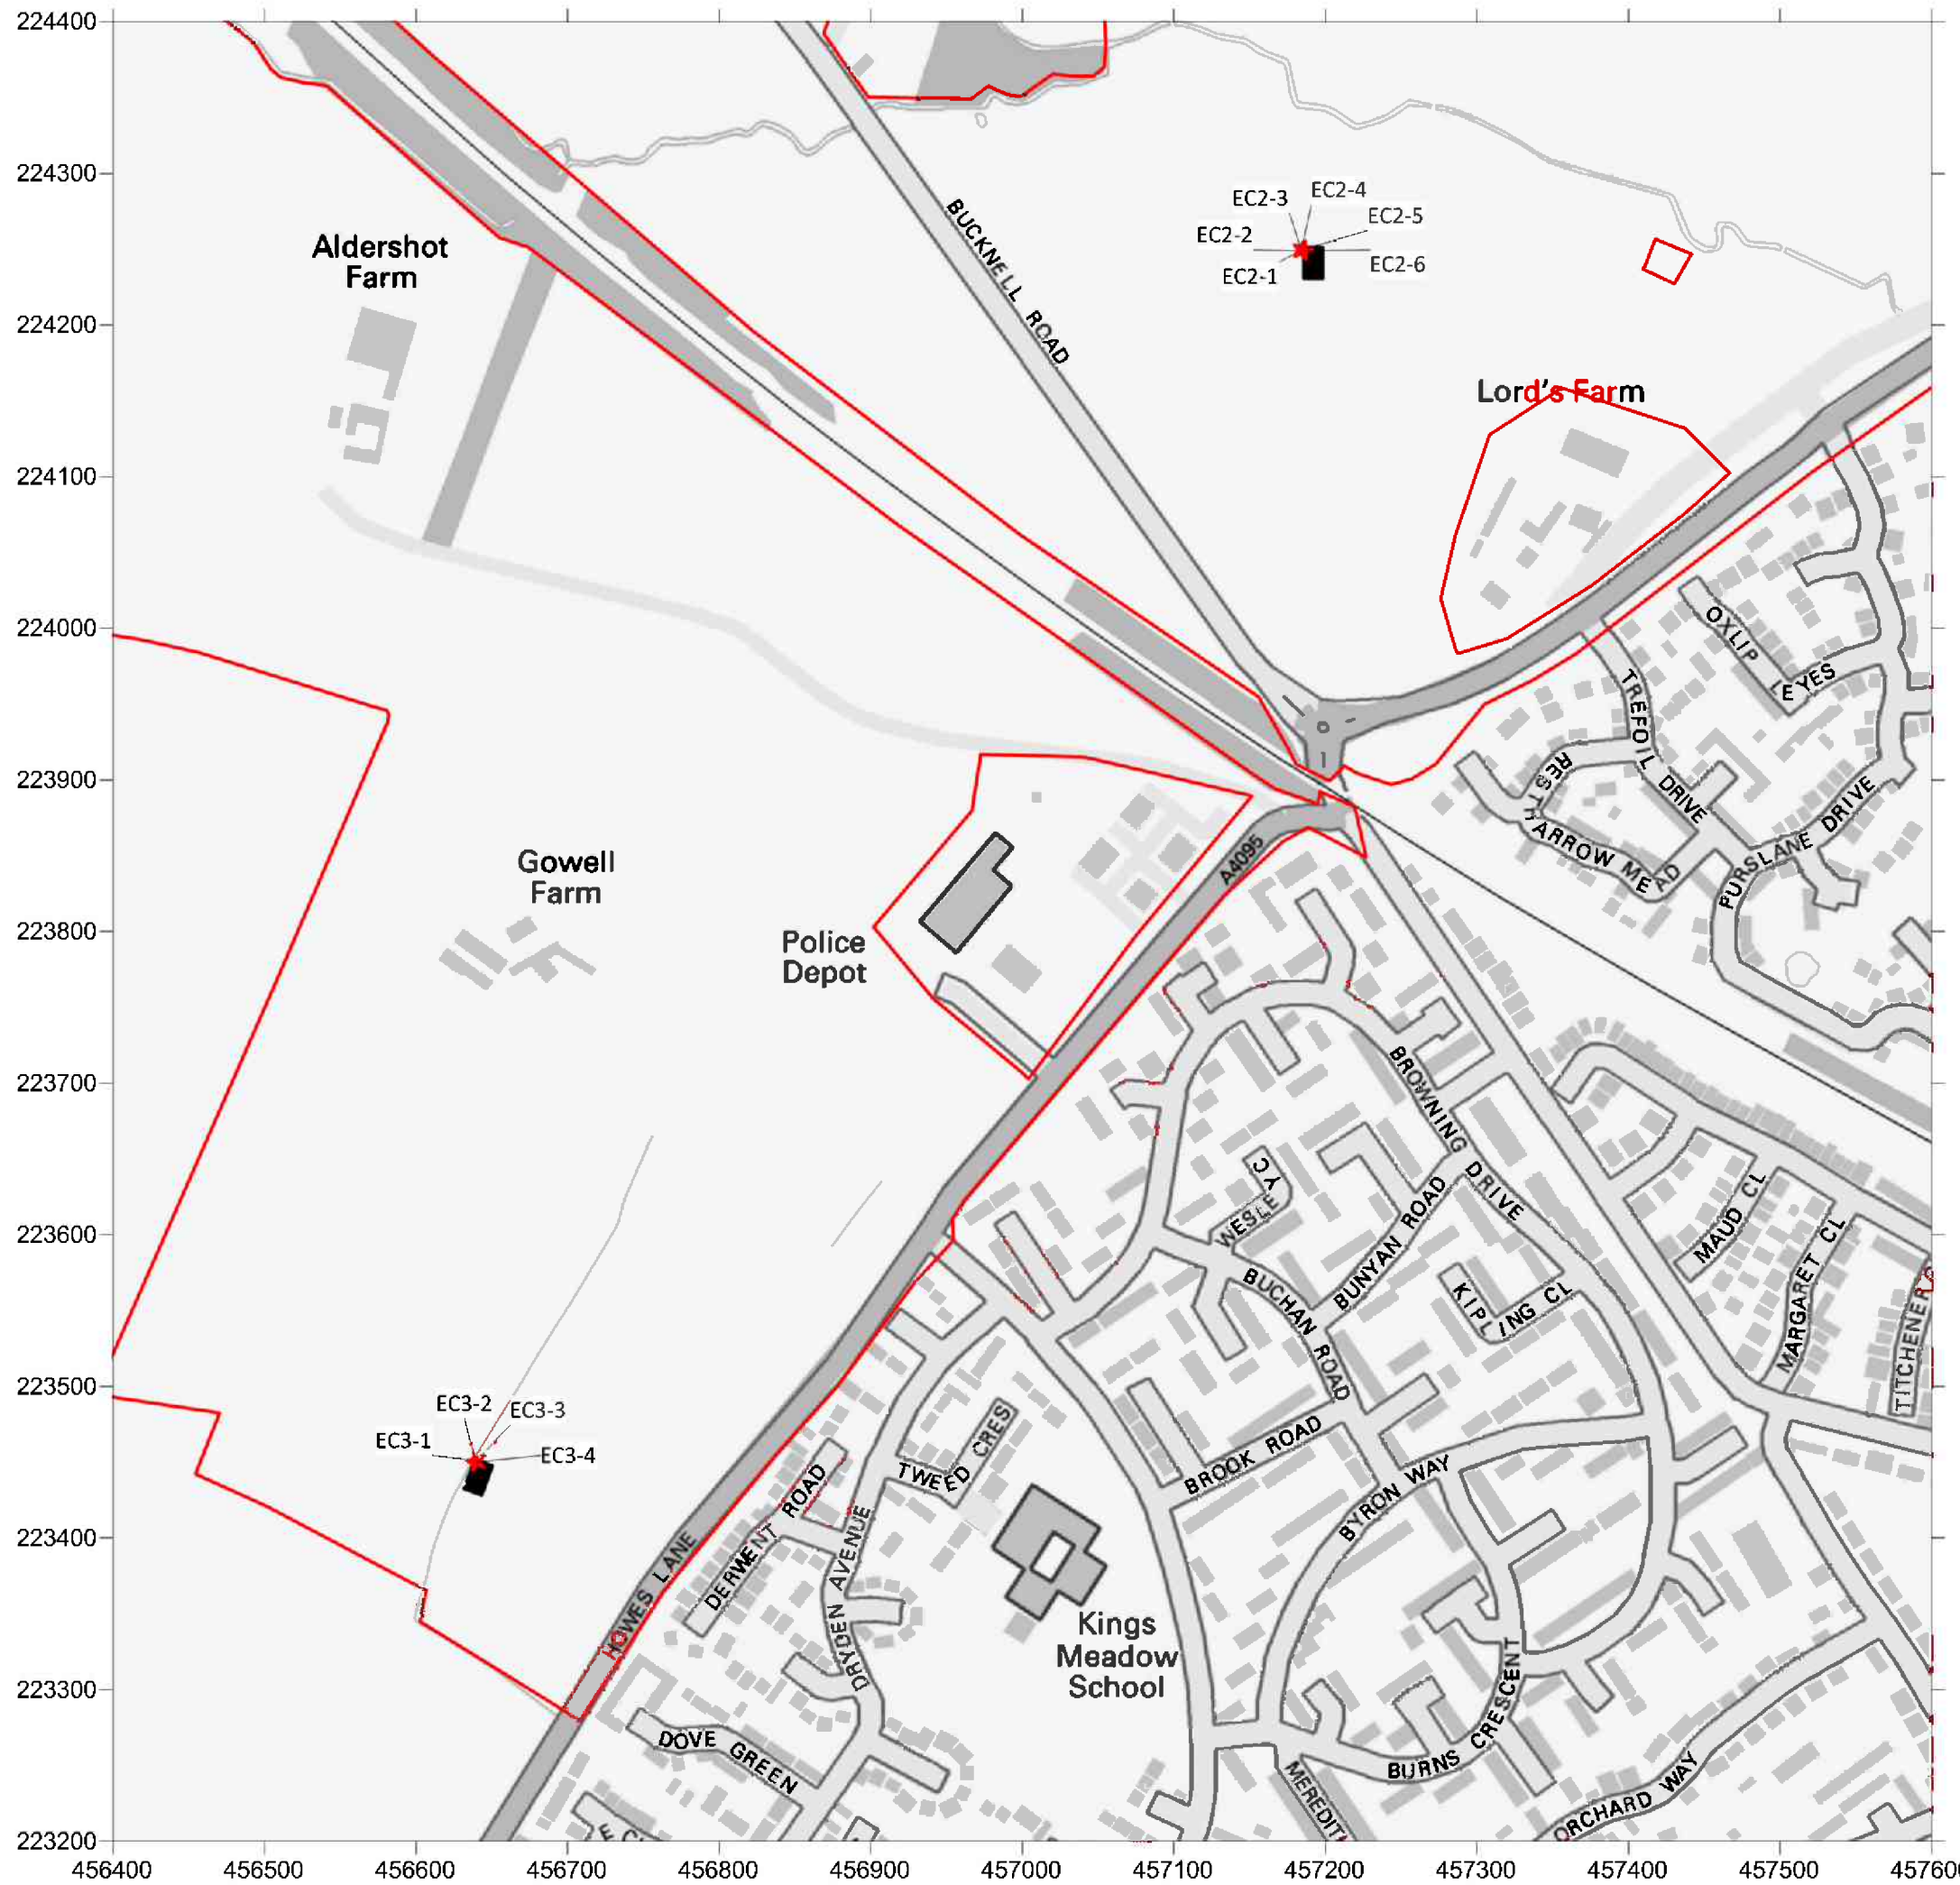 224400
224300
224200
224100
224000
223900
223800
223700
223600
223500
223400
223300
223200
456400
456500
456600
456700
456800
456900
457000
457100
457200
457300
457400
457500
45760
Aldershot
Farm
BUCKNELL ROAD
EC2-3
EC2-4
EC2-5
EC2-2
EC2-6
EC2-1
Lord's Farm
OXLIP LEYES
TREFOIL DRIVE
RESTHARROW MEAD
PURSLANE DRIVE
Gowell
Farm
Police
Depot
A4095
BROWNING DRIVE
WESLEY C
BUNYAN ROAD
BUCHAN ROAD
KIPLING CL
MAUD CL
MARGARET CL
TITCHENER
EC3-2
EC3-3
EC3-1
EC3-4
TWEED CRES
BROOK ROAD
BYRON WAY
DERWENT ROAD
DRYDEN AVENUE
HOWES LANE
Kings
Meadow
School
DOVE GREEN
BURNS CRESCENT
MEREDIT
ORCHARD WAY